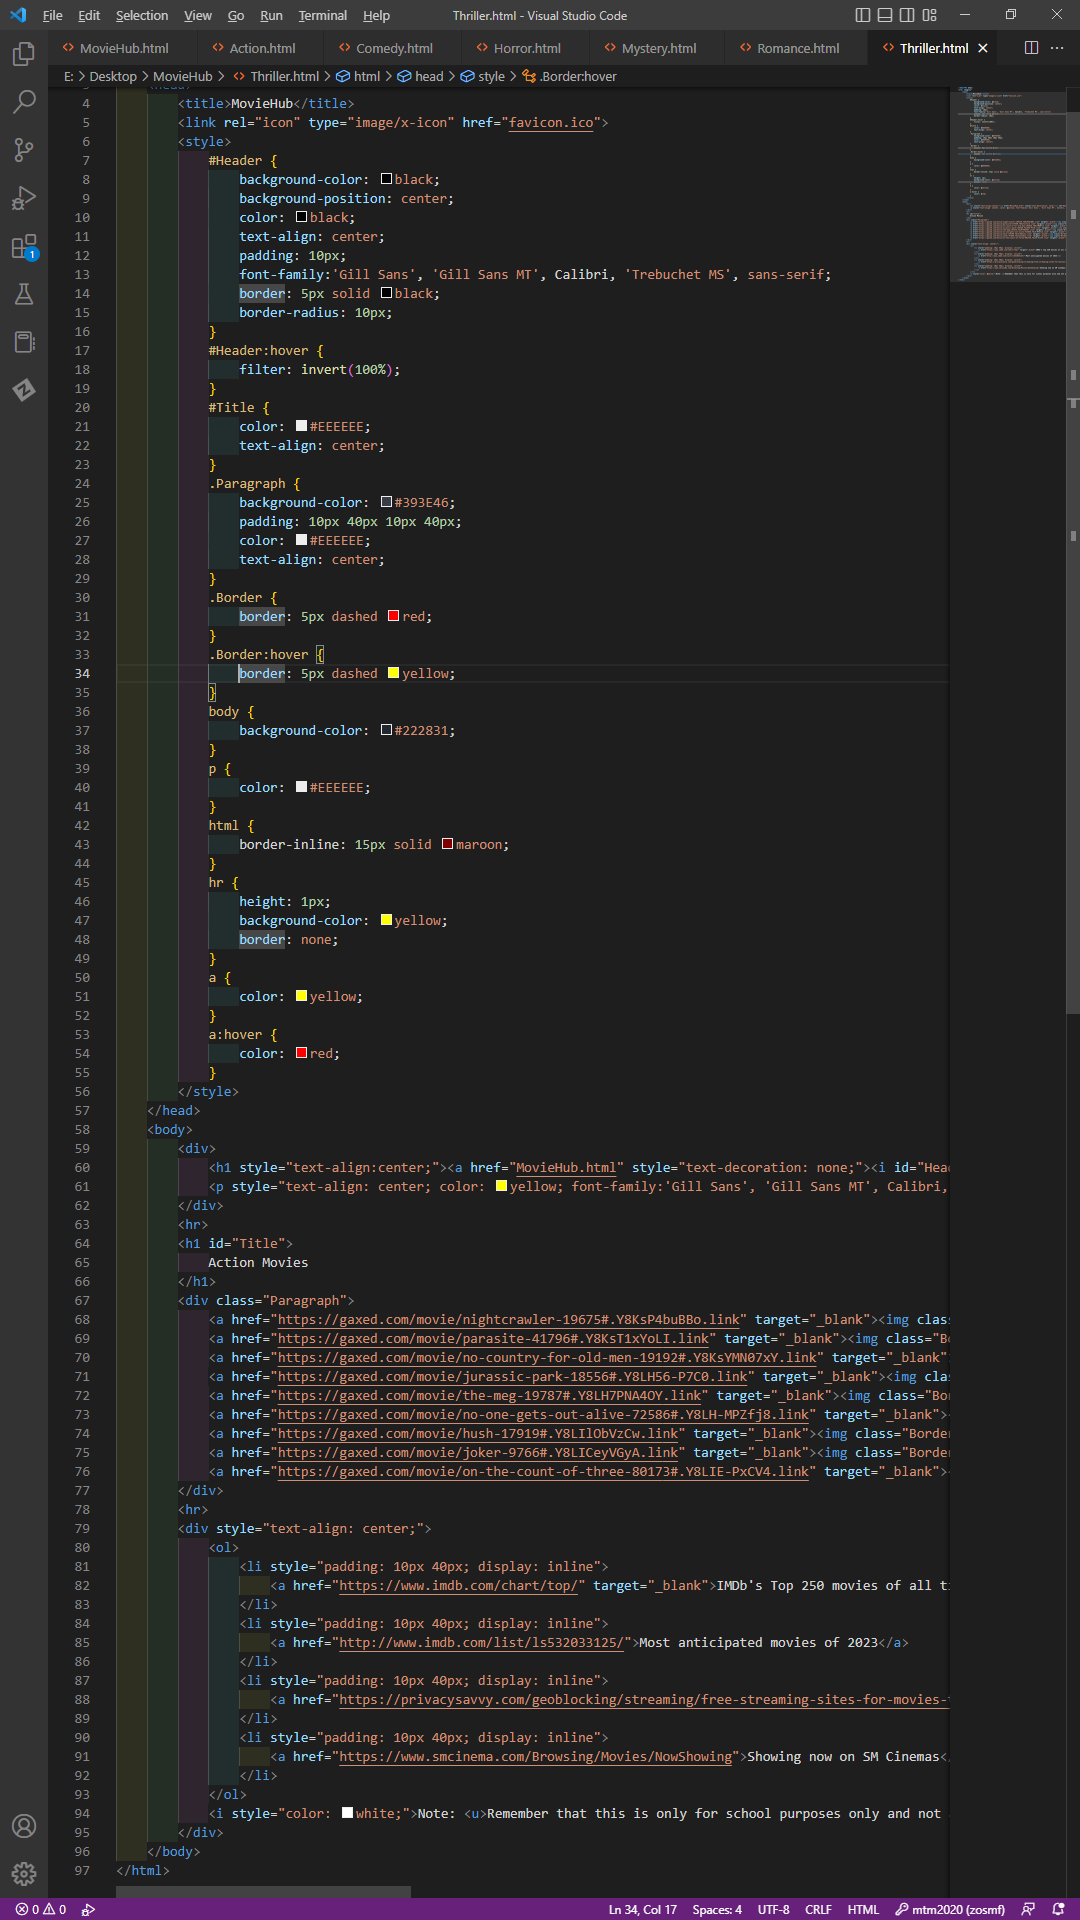 File Edit Selection View Go Run Terminal Help Thriller.html - Visual Studio Code
MovieHub.html Action.html Comedy.html Horror.html Mystery.html Romance.html Thriller.html
E: > Desktop > MovieHub > Thriller.html > html > head > style > .Border:hover
4 <title>MovieHub</title>
5 <link rel="icon" type="image/x-icon" href="favicon.ico">
6 <style>
7 #Header {
8 background-color: black;
9 background-position: center;
10 color: black;
11 text-align: center;
12 padding: 10px;
13 font-family:'Gill Sans', 'Gill Sans MT', Calibri, 'Trebuchet MS', sans-serif;
14 border: 5px solid black;
15 border-radius: 10px;
16 }
17 #Header:hover {
18 filter: invert(100%);
19 }
20 #Title {
21 color: #EEEEEE;
22 text-align: center;
23 }
24 .Paragraph {
25 background-color: #393E46;
26 padding: 10px 40px 10px 40px;
27 color: #EEEEEE;
28 text-align: center;
29 }
30 .Border {
31 border: 5px dashed red;
32 }
33 .Border:hover {
34 border: 5px dashed yellow;
35 }
36 body {
37 background-color: #222831;
38 }
39 p {
40 color: #EEEEEE;
41 }
42 html {
43 border-inline: 15px solid maroon;
44 }
45 hr {
46 height: 1px;
47 background-color: yellow;
48 border: none;
49 }
50 a {
51 color: yellow;
52 }
53 a:hover {
54 color: red;
55 }
56 </style>
57 </head>
58 <body>
59 <div>
60 <h1 style="text-align:center;"><a href="MovieHub.html" style="text-decoration: none;"><i id="Hea
61 <p style="text-align: center; color: yellow; font-family:'Gill Sans', 'Gill Sans MT', Calibri,
62 </div>
63 <hr>
64 <h1 id="Title">
65 Action Movies
66 </h1>
67 <div class="Paragraph">
68 <a href="https://gaxed.com/movie/nightcrawler-19675#.Y8KsP4buBBo.link" target="_blank"><img clas
69 <a href="https://gaxed.com/movie/parasite-41796#.Y8KsT1xYoLI.link" target="_blank"><img class="Bo
70 <a href="https://gaxed.com/movie/no-country-for-old-men-19192#.Y8KsYMN07xY.link" target="_blank"
71 <a href="https://gaxed.com/movie/jurassic-park-18556#.Y8LH56-P7C0.link" target="_blank"><img clas
72 <a href="https://gaxed.com/movie/the-meg-19787#.Y8LH7PNA4OY.link" target="_blank"><img class="Bor
73 <a href="https://gaxed.com/movie/no-one-gets-out-alive-72586#.Y8LH-MPZfj8.link" target="_blank"><
74 <a href="https://gaxed.com/movie/hush-17919#.Y8LIlObVzCw.link" target="_blank"><img class="Border
75 <a href="https://gaxed.com/movie/joker-9766#.Y8LICeyVGyA.link" target="_blank"><img class="Border
76 <a href="https://gaxed.com/movie/on-the-count-of-three-80173#.Y8LIE-PxCV4.link" target="_blank"><
77 </div>
78 <hr>
79 <div style="text-align: center;">
80 <ol>
81 <li style="padding: 10px 40px; display: inline">
82 <a href="https://www.imdb.com/chart/top/" target="_blank">IMDb's Top 250 movies of all ti
83 </li>
84 <li style="padding: 10px 40px; display: inline">
85 <a href="http://www.imdb.com/list/ls532033125/">Most anticipated movies of 2023</a>
86 </li>
87 <li style="padding: 10px 40px; display: inline">
88 <a href="https://privacysavvy.com/geoblocking/streaming/free-streaming-sites-for-movies-
89 </li>
90 <li style="padding: 10px 40px; display: inline">
91 <a href="https://www.smcinema.com/Browsing/Movies/NowShowing">Showing now on SM Cinemas<
92 </li>
93 </ol>
94 <i style="color: white;">Note: <u>Remember that this is only for school purposes only and not
95 </div>
96 </body>
97 </html>
1
0 0 Ln 34, Col 17 Spaces: 4 UTF-8 CRLF HTML mtm2020 (zosmf)